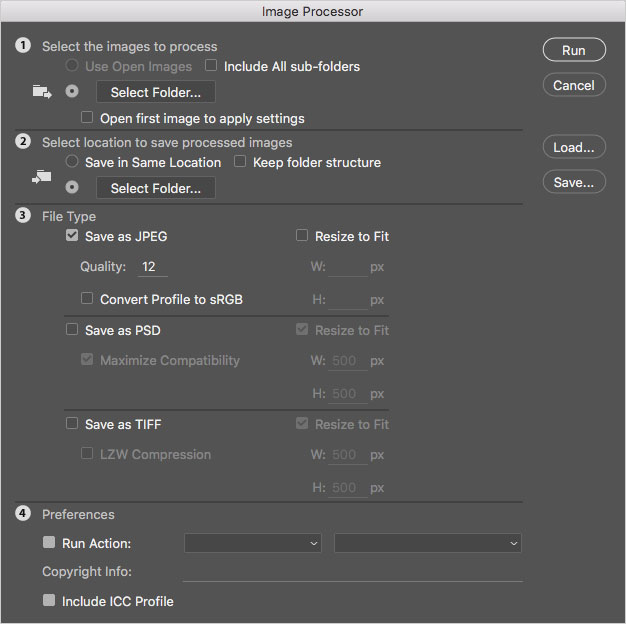 Image Processor
1 Select the images to process
Use Open Images Include All sub-folders
Select Folder...
Open first image to apply settings
2 Select location to save processed images
Save in Same Location Keep folder structure
Select Folder...
Run
Cancel
Load...
Save...
3 File Type
Save as JPEG Resize to Fit
Quality: 12 W: px
Convert Profile to sRGB H: px
Save as PSD Resize to Fit
Maximize Compatibility W: 500 px
H: 500 px
Save as TIFF Resize to Fit
LZW Compression W: 500 px
H: 500 px
4 Preferences
Run Action:
Copyright Info:
Include ICC Profile